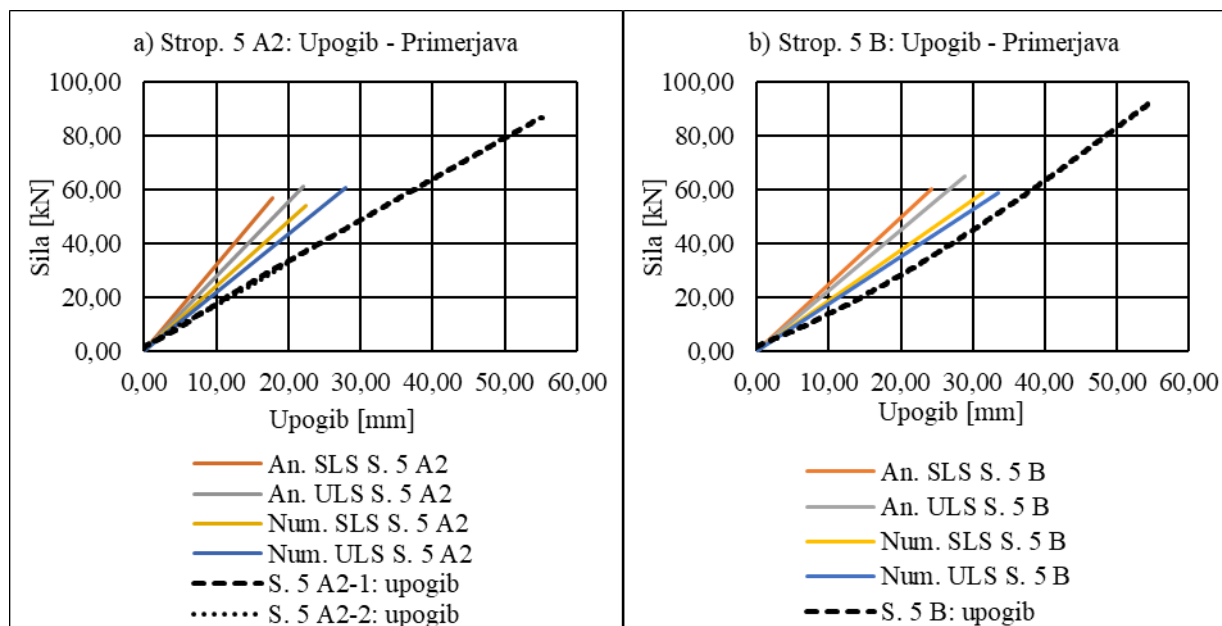 a) Strop. 5 A2: Upogib - Primerjava
100,00
80,00
60,00
40,00
20,00
0,00
Sila [kN]
0,00 10,00 20,00 30,00 40,00 50,00 60,00
Upogib [mm]
An. SLS S. 5 A2
An. ULS S. 5 A2
Num. SLS S. 5 A2
Num. ULS S. 5 A2
S. 5 A2-1: upogib
S. 5 A2-2: upogib
b) Strop. 5 B: Upogib - Primerjava
100,00
80,00
60,00
40,00
20,00
0,00
Sila [kN]
0,00 10,00 20,00 30,00 40,00 50,00 60,00
Upogib [mm]
An. SLS S. 5 B
An. ULS S. 5 B
Num. SLS S. 5 B
Num. ULS S. 5 B
S. 5 B: upogib